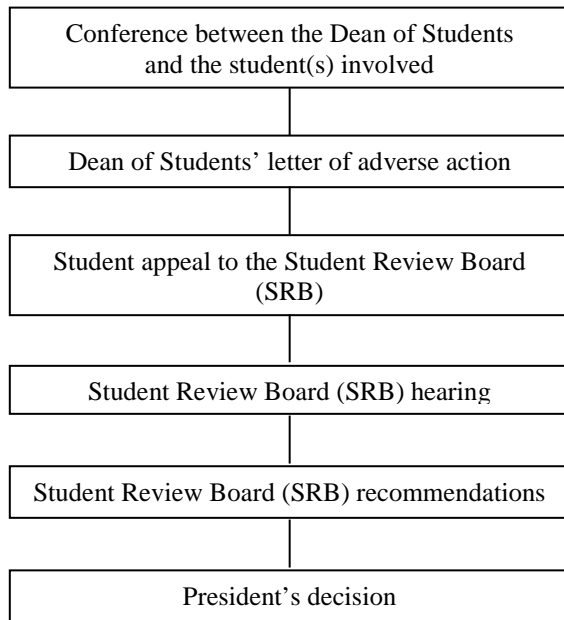 Conference between the Dean of Students
and the student(s) involved
Dean of Students’ letter of adverse action
Student appeal to the Student Review Board
(SRB)
Student Review Board (SRB) hearing
Student Review Board (SRB) recommendations
President’s decision